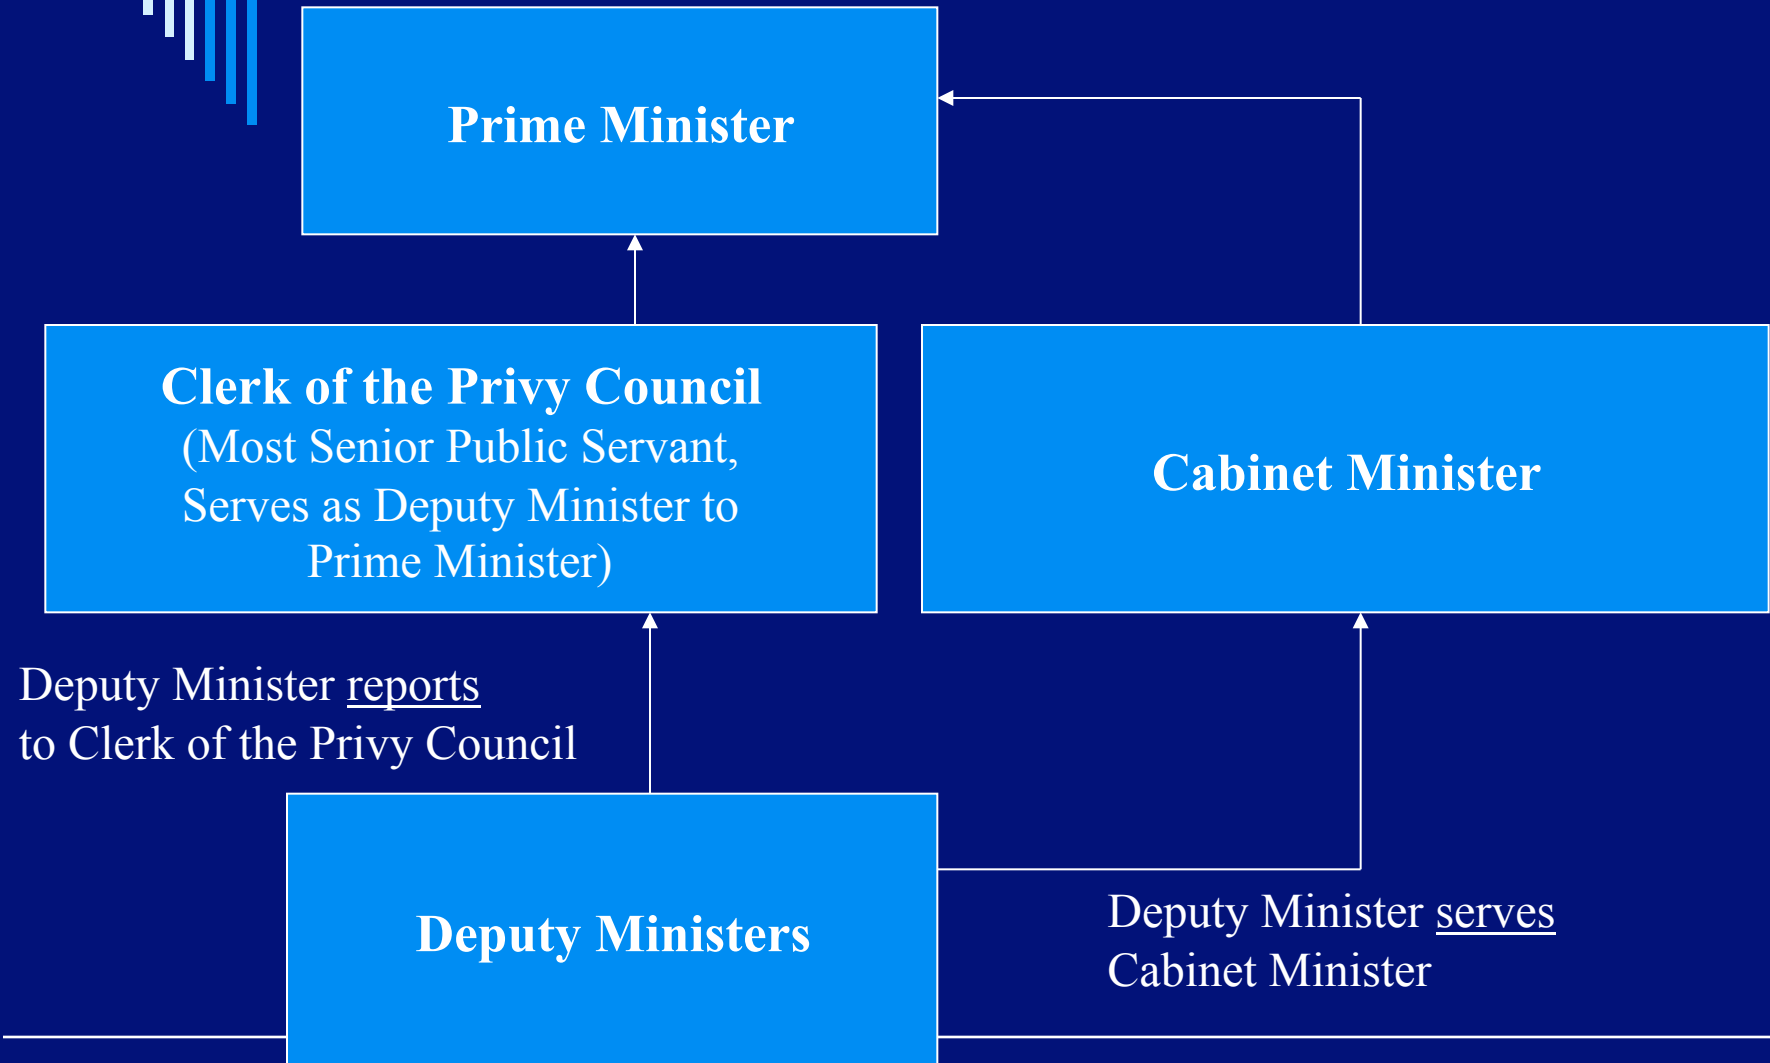 Prime Minister
Clerk of the Privy Council
(Most Senior Public Servant,
Serves as Deputy Minister to
Prime Minister)
Cabinet Minister
Deputy Minister reports
to Clerk of the Privy Council
Deputy Ministers
Deputy Minister serves
Cabinet Minister